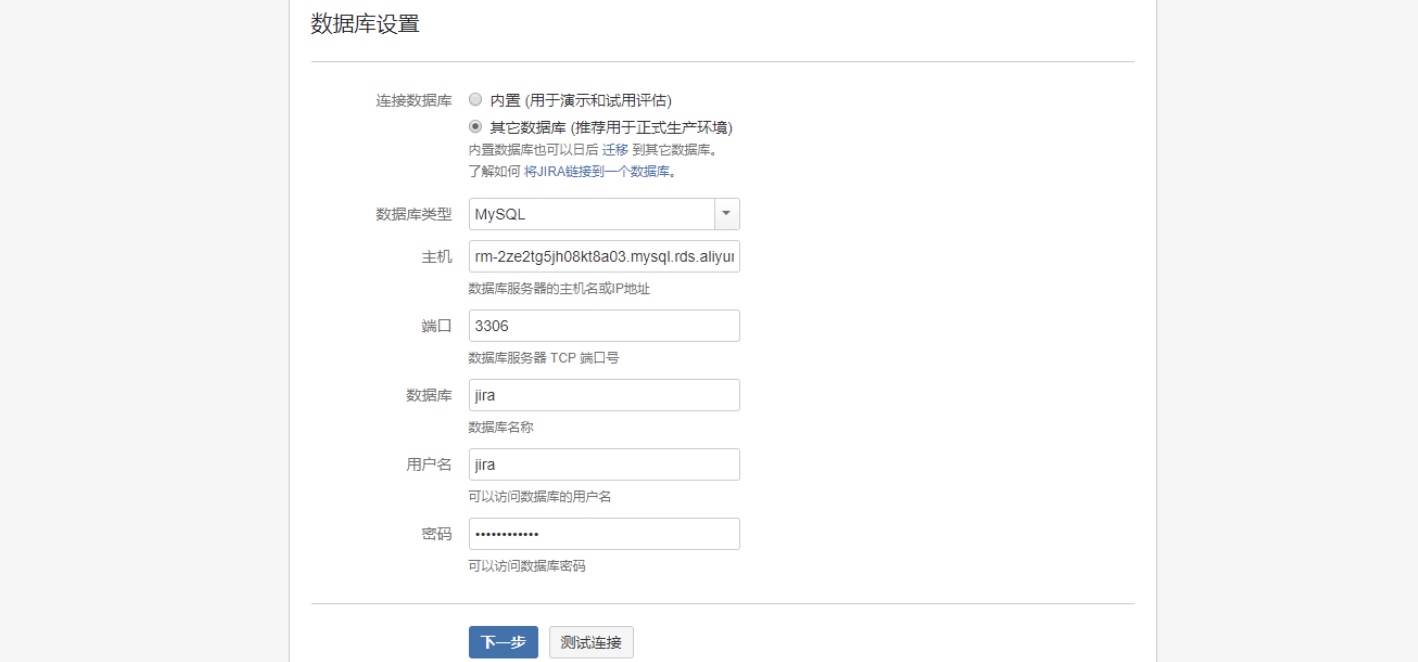 数据库设置
连接数据库 内置 (用于演示和试用评估)
其它数据库 (推荐用于正式生产环境)
内置数据库也可以日后 迁移 到其它数据库。
了解如何 将JIRA链接到一个数据库。
数据库类型 MySQL
主机 rm-2ze2tg5jh08kt8a03.mysql.rds.aliyur
数据库服务器的主机名或IP地址
端口 3306
数据库服务器 TCP 端口号
数据库 jira
数据库名称
用户名 jira
可以访问数据库的用户名
密码 ••••••••••••
可以访问数据库密码
下一步 测试连接